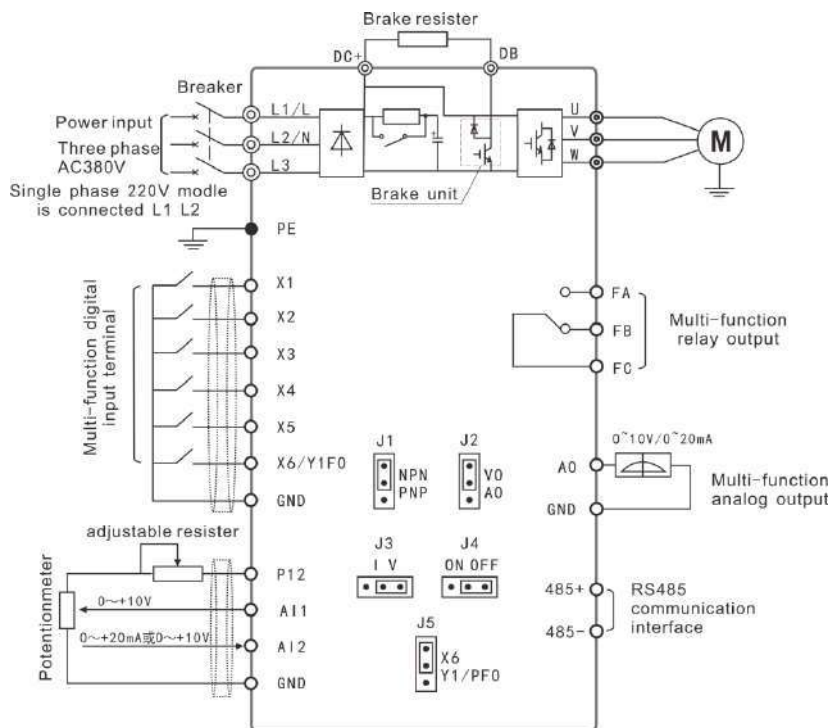 Brake resister
DC+
DB
Breaker
Power input
Three phase
AC380V
Single phase 220V modle
is connected L1 L2
L1/L
L2/N
L3
U
V
W
M
Brake unit
PE
Multi-function digital
input terminal
X1
X2
X3
X4
X5
X6/Y1F0
GND
FA
FB
FC
Multi-function
relay output
J1
NPN
PNP
J2
VO
AO
0~10V/0~20mA
AO
GND
Multi-function
analog output
adjustable resister
Potentionmeter
P12
0~+10V
AI1
0~+20mA或0~+10V
AI2
GND
J3
I V
J4
ON OFF
J5
X6
Y1/PFO
485+
485-
RS485
communication
interface